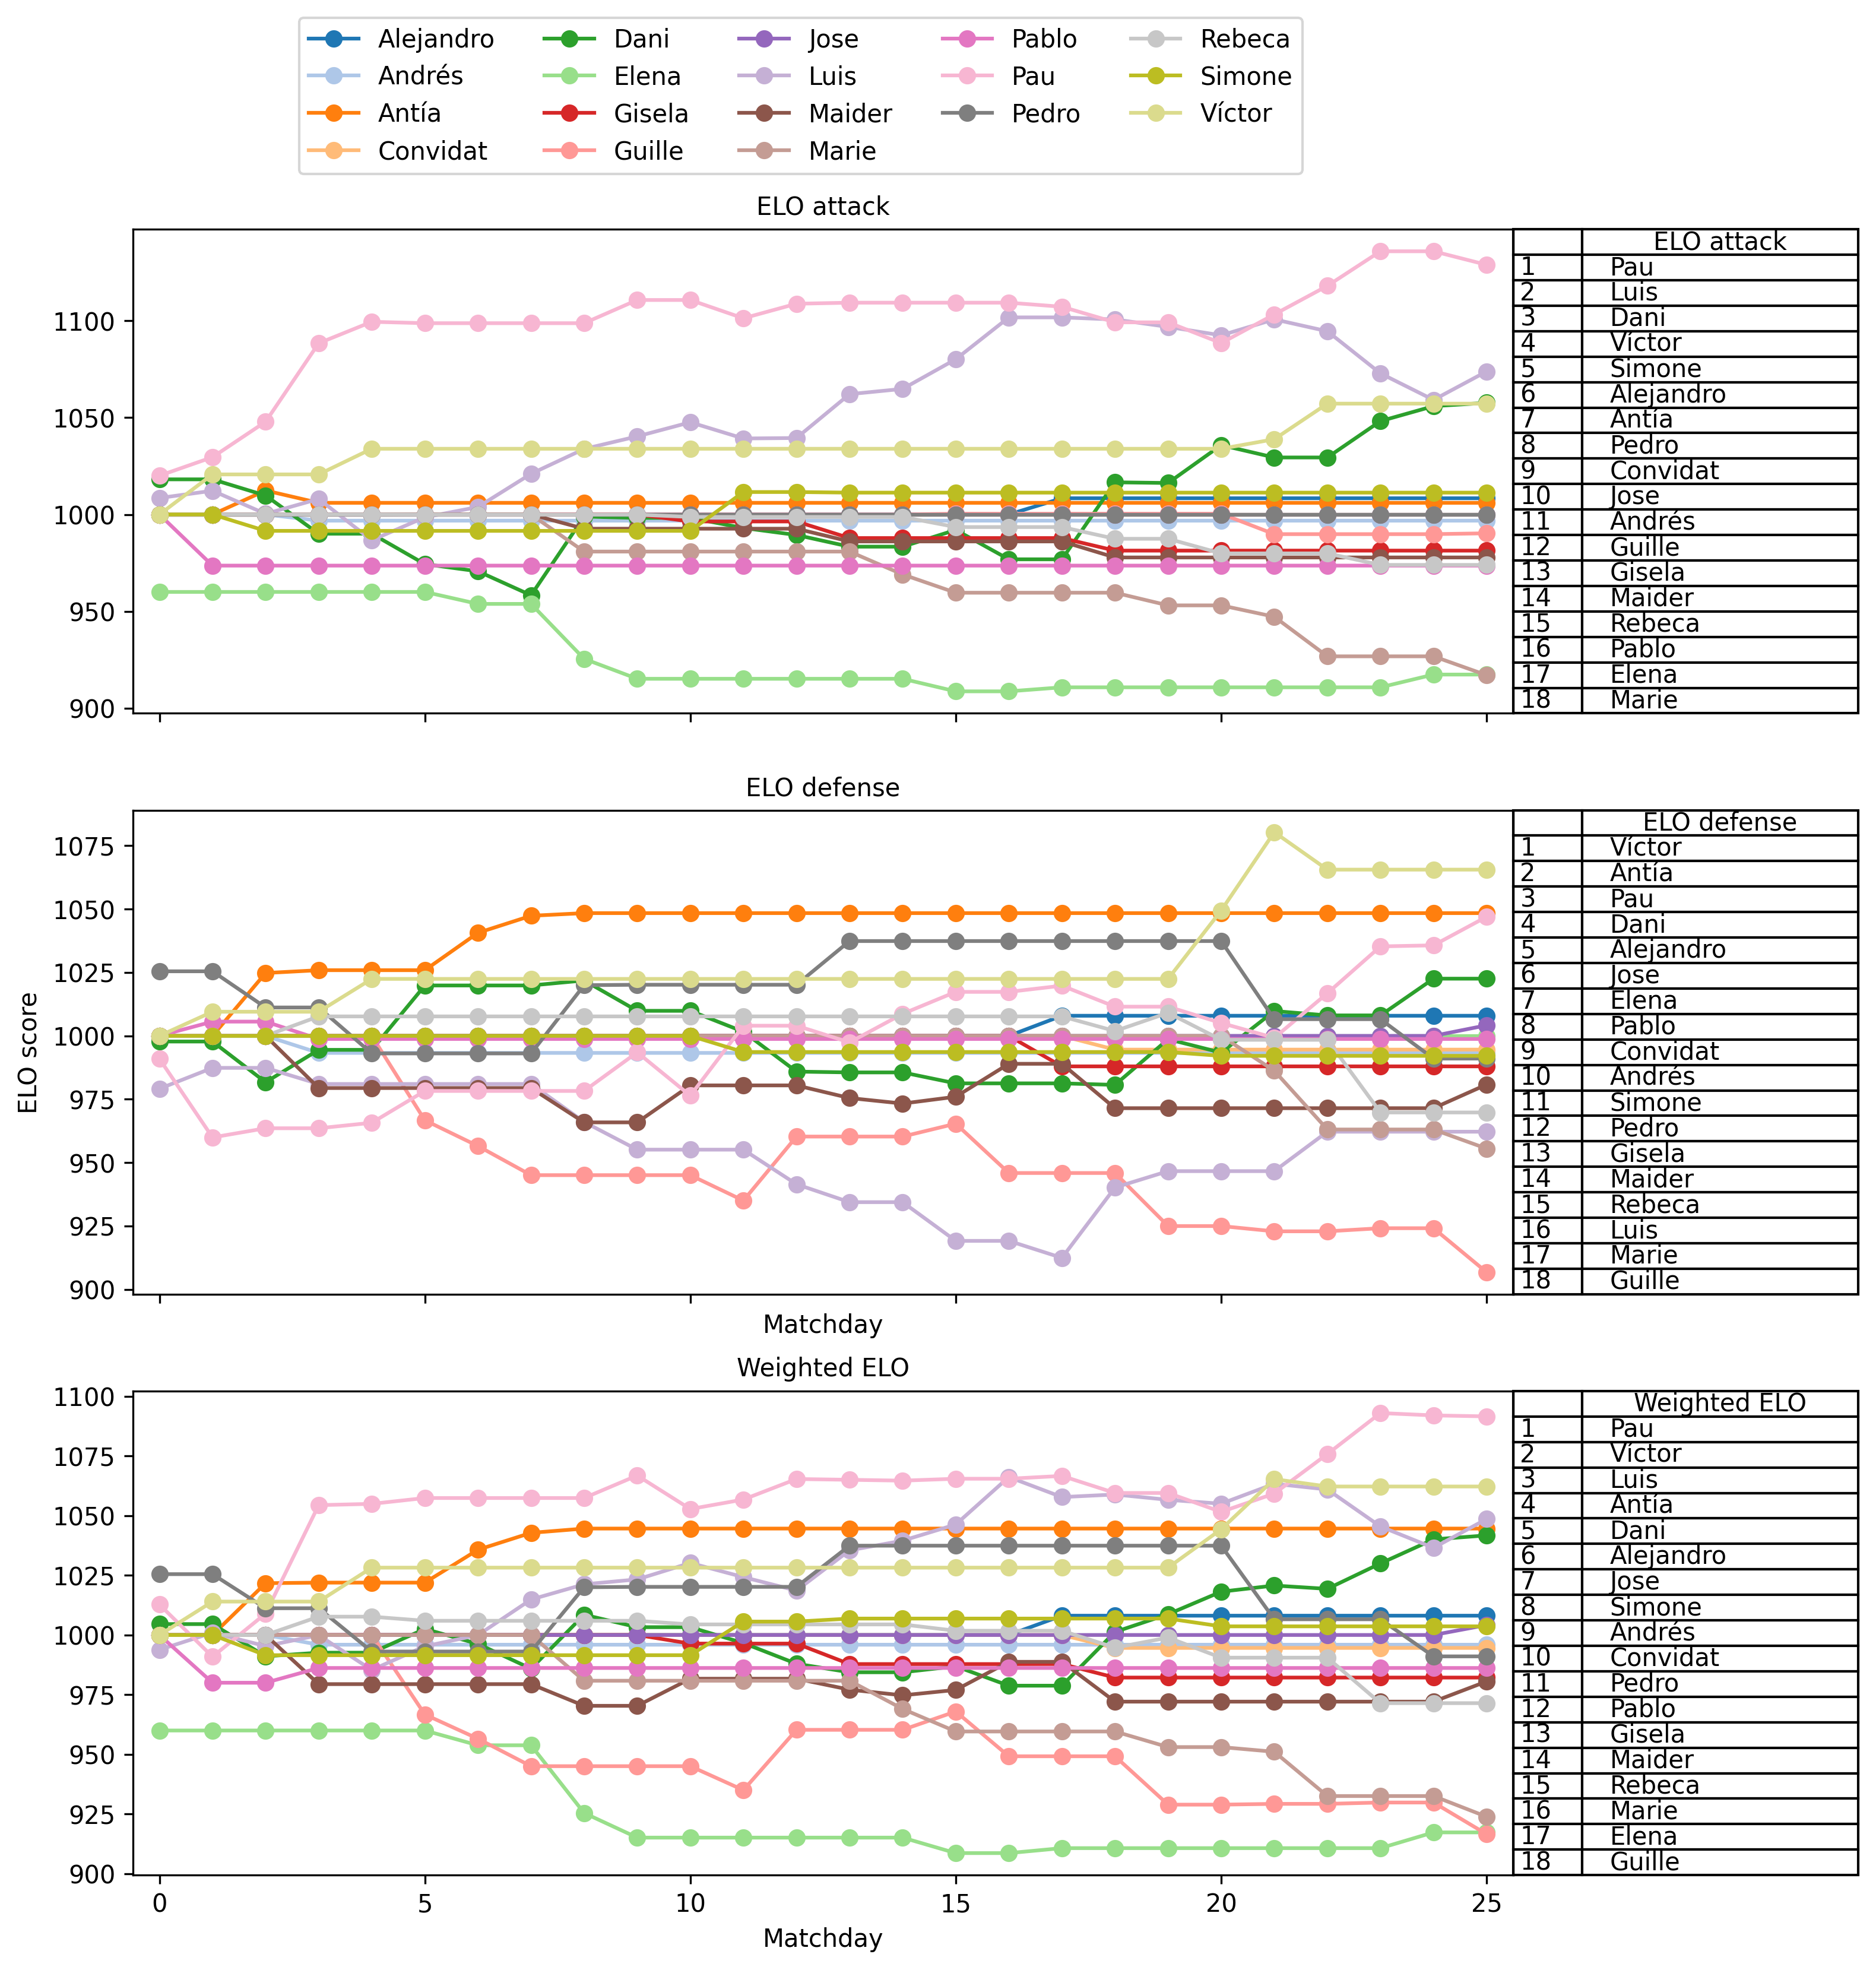 Alejandro Dani Jose Pablo Rebeca
Andrés Elena Luis Pau Simone
Antía Gisela Maider Pedro Víctor
Convidat Guille Marie
ELO attack
1100
1050
1000
950
900
ELO attack
1 Pau
2 Luis
3 Dani
4 Víctor
5 Simone
6 Alejandro
7 Antía
8 Pedro
9 Convidat
10 Jose
11 Andrés
12 Guille
13 Gisela
14 Maider
15 Rebeca
16 Pablo
17 Elena
18 Marie
ELO defense
ELO score
1075
1050
1025
1000
975
950
925
900
Matchday
ELO defense
1 Víctor
2 Antía
3 Pau
4 Dani
5 Alejandro
6 Jose
7 Elena
8 Pablo
9 Convidat
10 Andrés
11 Simone
12 Pedro
13 Gisela
14 Maider
15 Rebeca
16 Luis
17 Marie
18 Guille
Weighted ELO
1100
1075
1050
1025
1000
975
950
925
900
0 5 10 15 20 25
Matchday
Weighted ELO
1 Pau
2 Víctor
3 Luis
4 Antía
5 Dani
6 Alejandro
7 Jose
8 Simone
9 Andrés
10 Convidat
11 Pedro
12 Pablo
13 Gisela
14 Maider
15 Rebeca
16 Marie
17 Elena
18 Guille